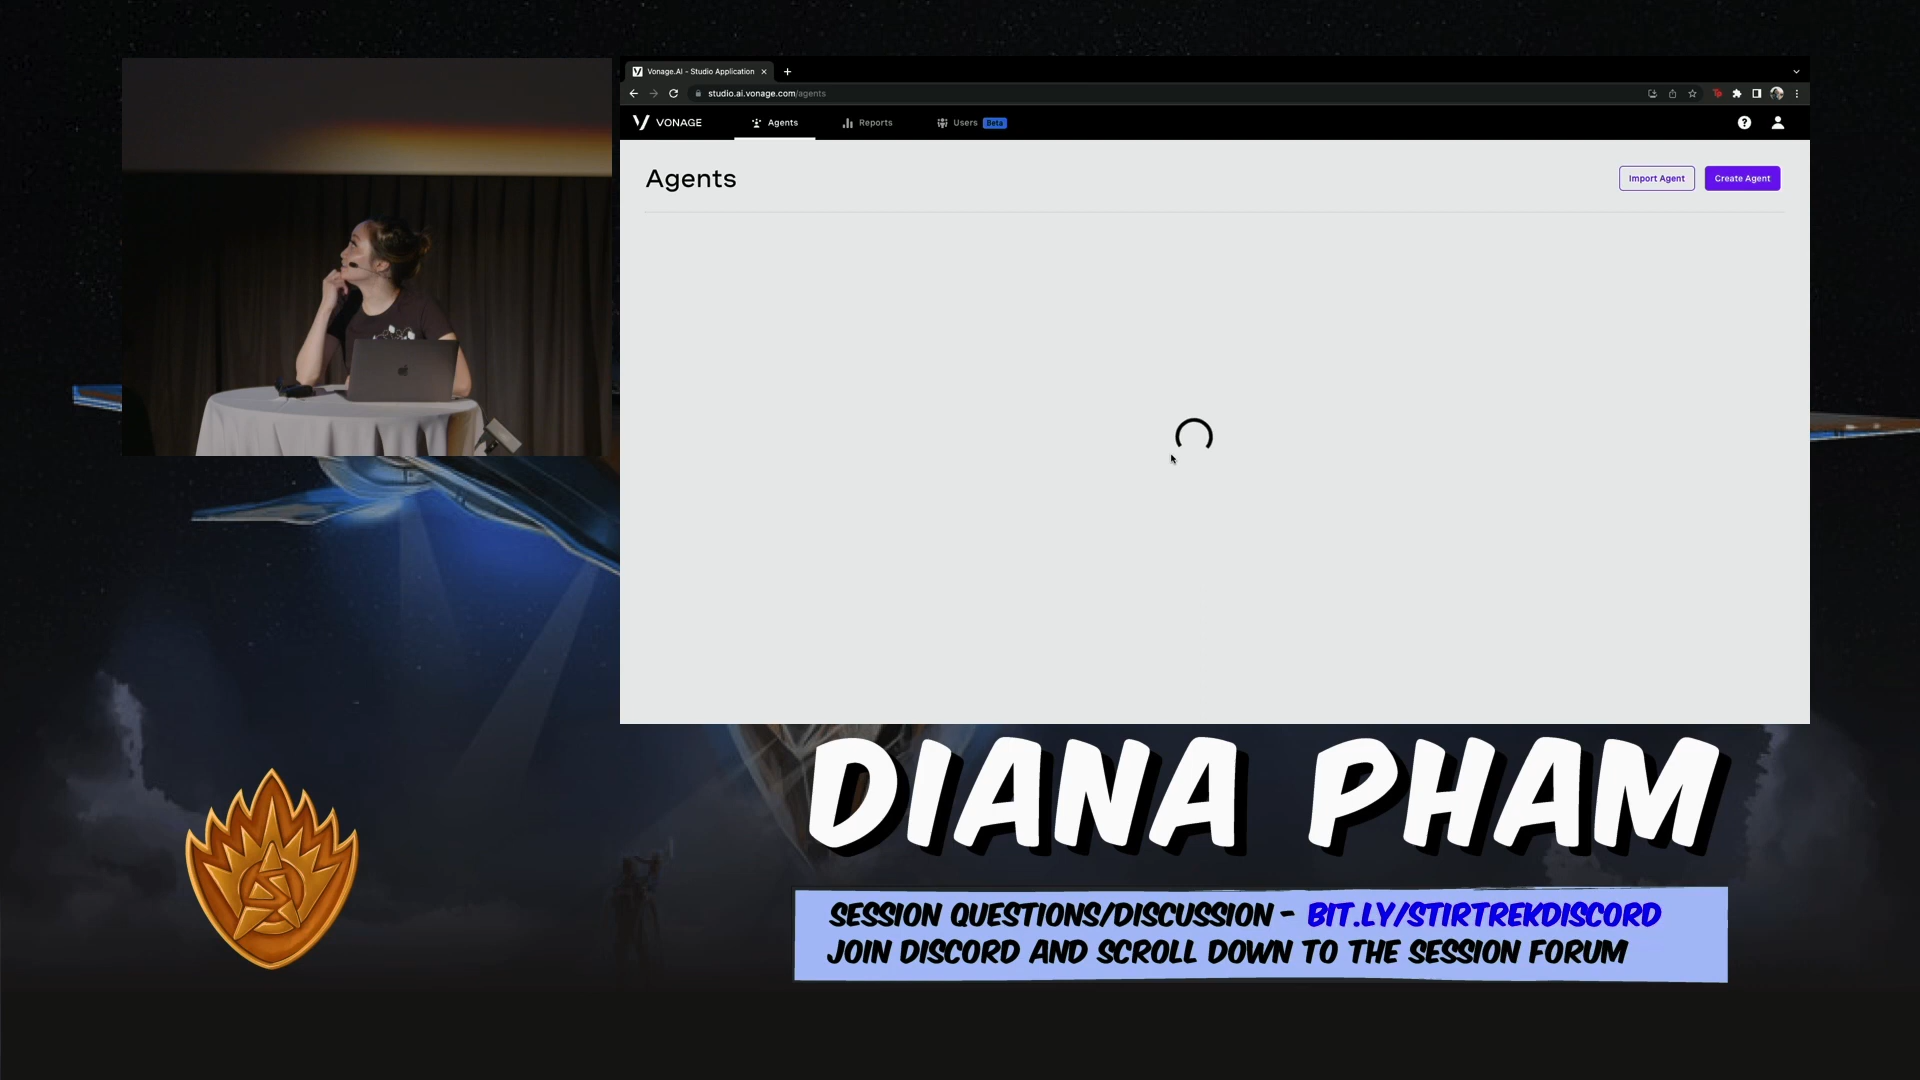 Vonage.AI - Studio Application
studio.ai.vonage.com/agents
VONAGE
Agents
Reports
Users Beta
Agents
Import Agent
Create Agent
DIANA PHAM
SESSION QUESTIONS/DISCUSSION - BIT.LY/STIRTREKDISCORD
JOIN DISCORD AND SCROLL DOWN TO THE SESSION FORUM